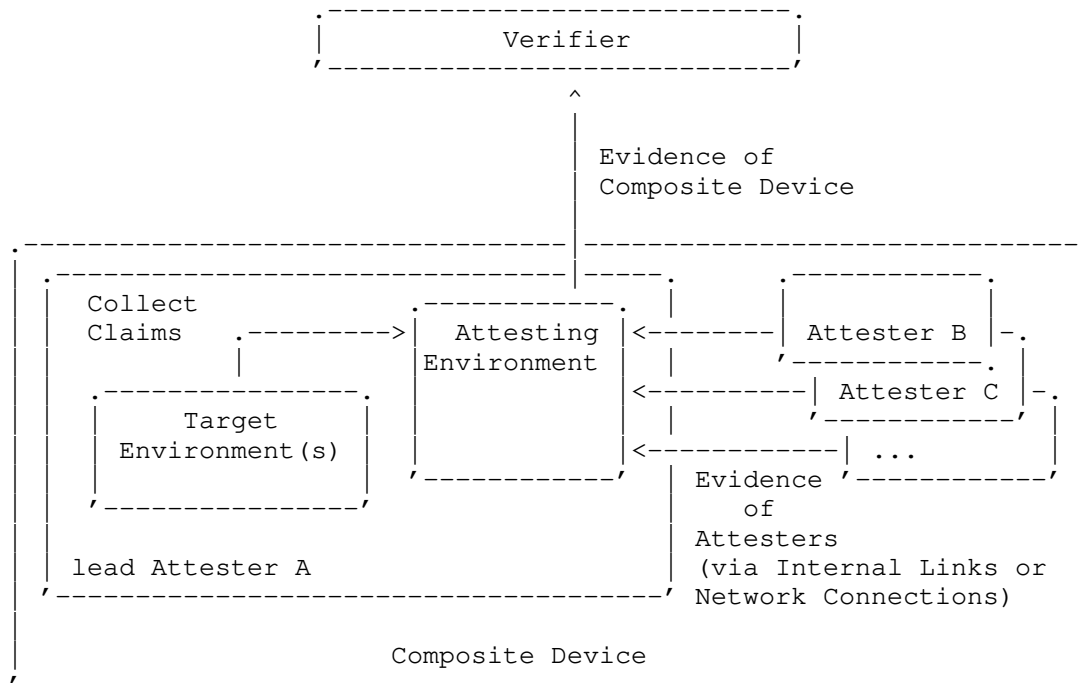 Verifier
Evidence of
Composite Device
Collect
Claims
Attesting
Environment
Attester B
Attester C
...
Target
Environment(s)
Evidence
of
Attesters
(via Internal Links or
Network Connections)
lead Attester A
Composite Device